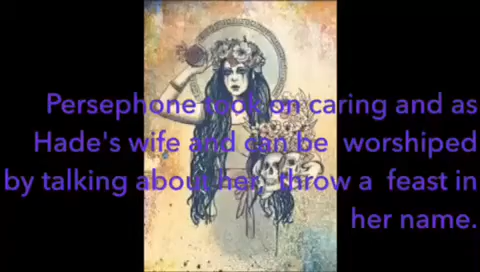 Persephone took on caring and as
Hade's wife and can be worshiped
by talking about her, throw a feast in
her name.